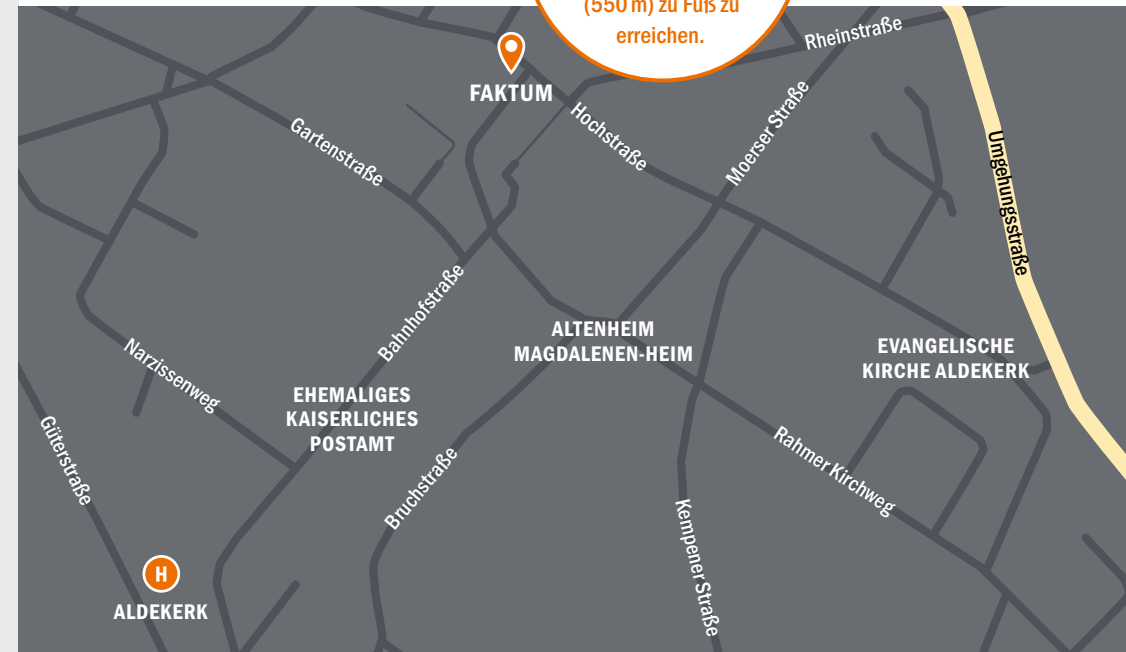 (550 m) zu Fuß zu
erreichen.
Rheinstraße
FAKTUM
Hochstraße
Moerser Straße
Gartenstraße
Umgehungsstraße
Bahnhofstraße
ALTENHEIM
MAGDALENEN-HEIM
EVANGELISCHE
KIRCHE ALDEKERK
Narzissenweg
EHEMALIGES
KAISERLICHES
POSTAMT
Güterstraße
Bruchstraße
Rahmer Kirchweg
Kempener Straße
H
ALDEKERK